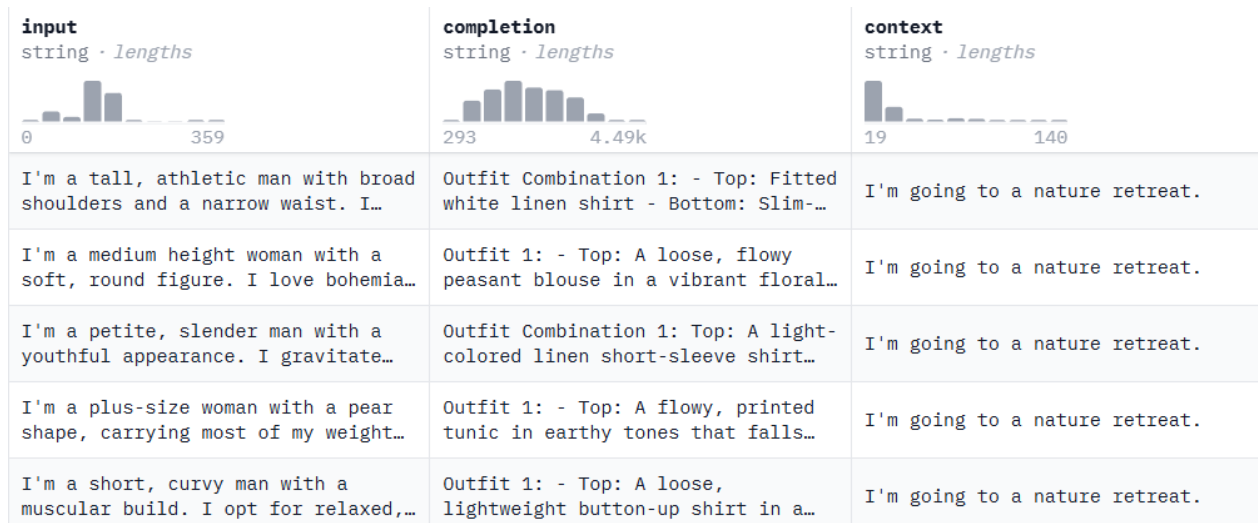 input
string · lengths
0 359
completion
string · lengths
293 4.49k
context
string · lengths
19 140
I'm a tall, athletic man with broad
shoulders and a narrow waist. I…
Outfit Combination 1: - Top: Fitted
white linen shirt - Bottom: Slim-…
I'm going to a nature retreat.
I'm a medium height woman with a
soft, round figure. I love bohemia…
Outfit 1: - Top: A loose, flowy
peasant blouse in a vibrant floral…
I'm going to a nature retreat.
I'm a petite, slender man with a
youthful appearance. I gravitate…
Outfit Combination 1: Top: A light-
colored linen short-sleeve shirt…
I'm going to a nature retreat.
I'm a plus-size woman with a pear
shape, carrying most of my weight…
Outfit 1: - Top: A flowy, printed
tunic in earthy tones that falls…
I'm going to a nature retreat.
I'm a short, curvy man with a
muscular build. I opt for relaxed,…
Outfit 1: - Top: A loose,
lightweight button-up shirt in a…
I'm going to a nature retreat.